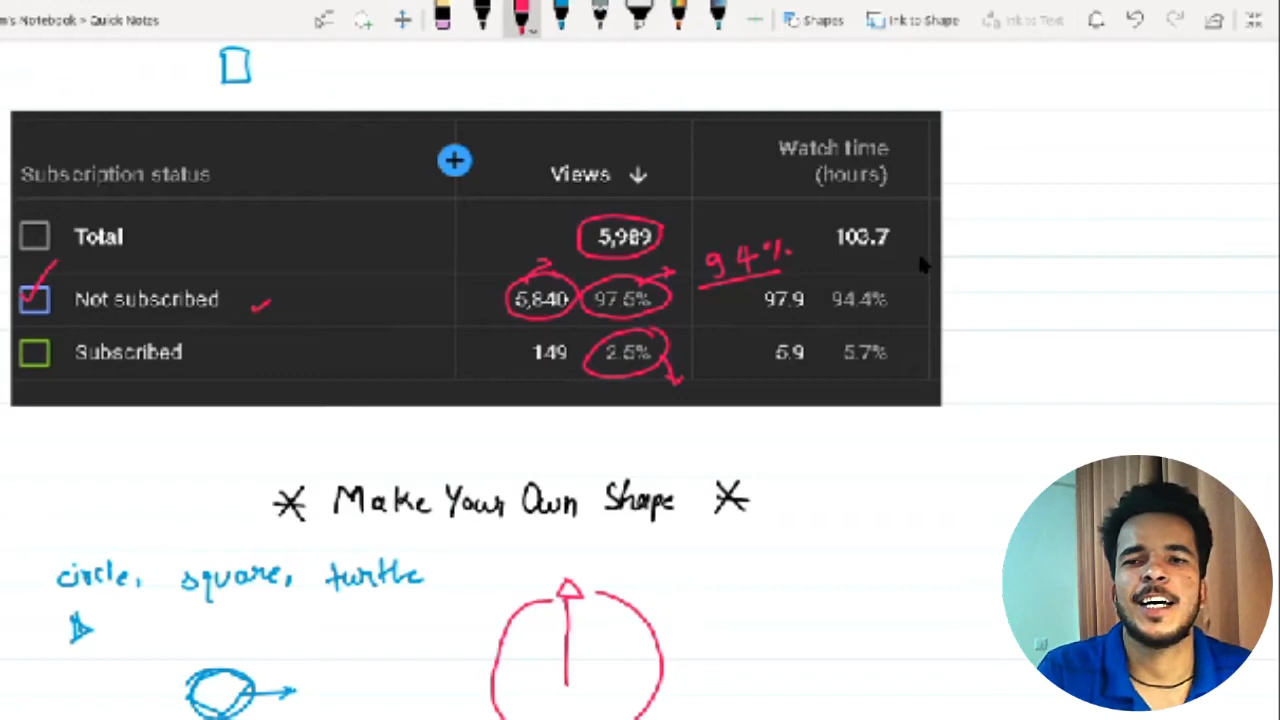 m's Notebook > Quick Notes
Shapes
Ink to Shape
Ink to Text
Subscription status
Views ↓
Watch time
(hours)
Total 5,989 103.7
94%
Not subscribed 5,840 97.5% 97.9 94.4%
Subscribed 149 2.5% 5.9 5.7%
* Make Your Own Shape *
circle, square, turtle